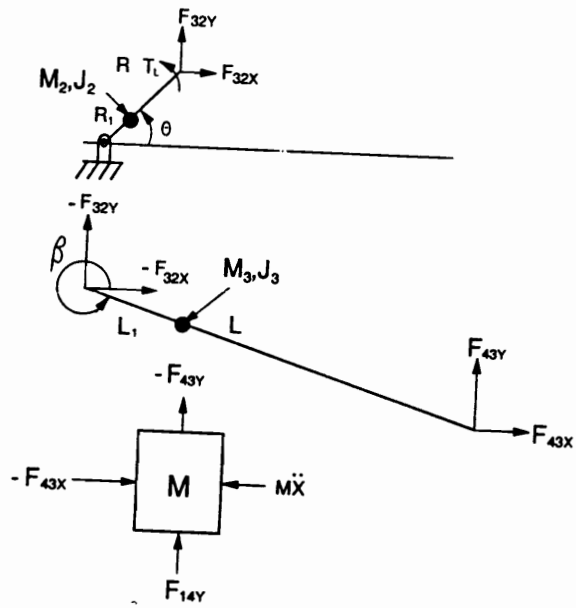 F32Y
R TL F32X
M2,J2
R1
θ
- F32Y
β
- F32X
M3,J3
L1 L
F43Y
- F43Y
F43X
- F43X M MẌ
F14Y